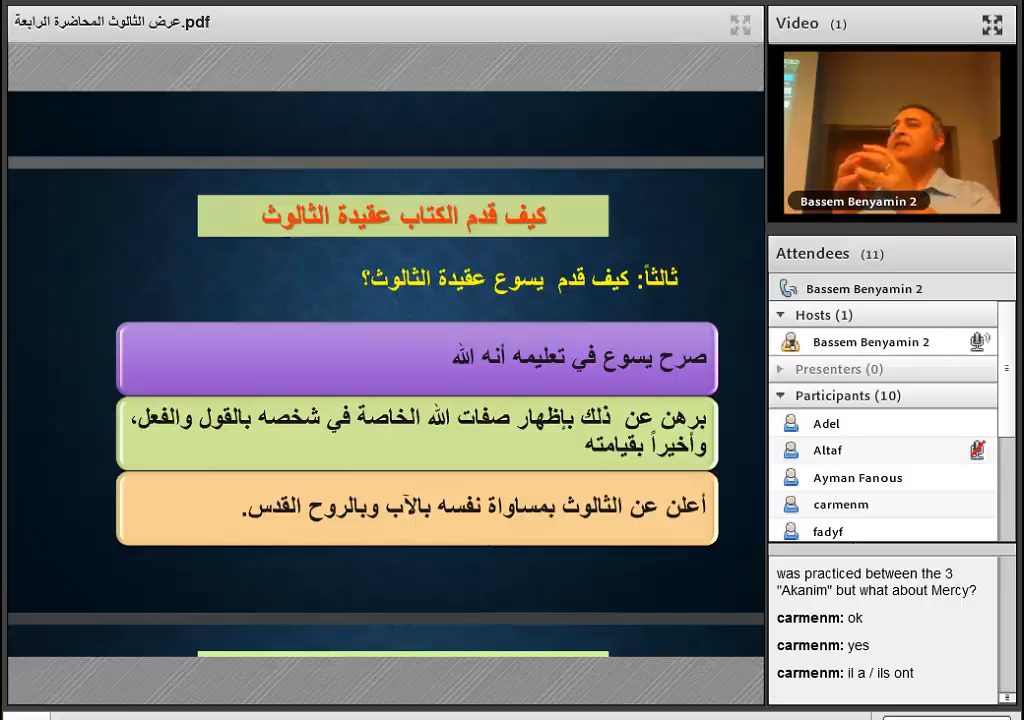 عرض الثالوث المحاضرة الرابعة.pdf
كيف قدم الكتاب عقيدة الثالوث
ثالثاً: كيف قدم يسوع عقيدة الثالوث؟
صرح يسوع في تعليمه أنه الله
برهن عن ذلك بإظهار صفات الله الخاصة في شخصه بالقول والفعل،
وأخيراً بقيامته
أعلن عن الثالوث بمساواة نفسه بالآب وبالروح القدس.
Video (1)
Bassem Benyamin 2
Attendees (11)
Bassem Benyamin 2
Hosts (1)
Bassem Benyamin 2
Presenters (0)
Participants (10)
Adel
Altaf
Ayman Fanous
carmenm
fadyf
was practiced between the 3
"Akanim" but what about Mercy?
carmenm: ok
carmenm: yes
carmenm: il a / ils ont